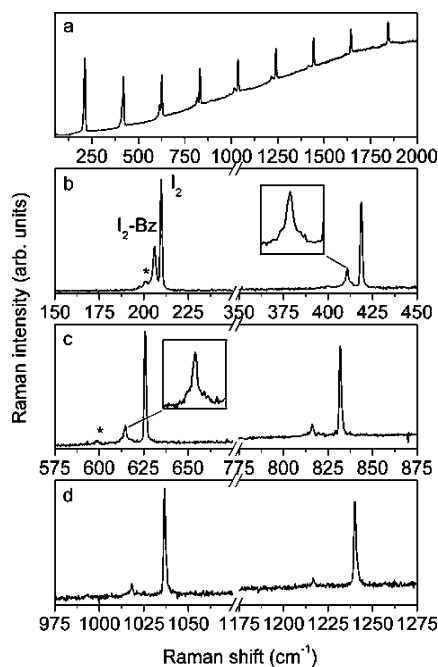 Raman intensity (arb. units)
a
250 500 750 1000 1250 1500 1750 2000
b
I₂
I₂-Bz
*
150 175 200 225 250 350 375 400 425 450
c
*
575 600 625 650 775 800 825 850 875
d
975 1000 1025 1050 1175 1200 1225 1250 1275
Raman shift (cm⁻¹)